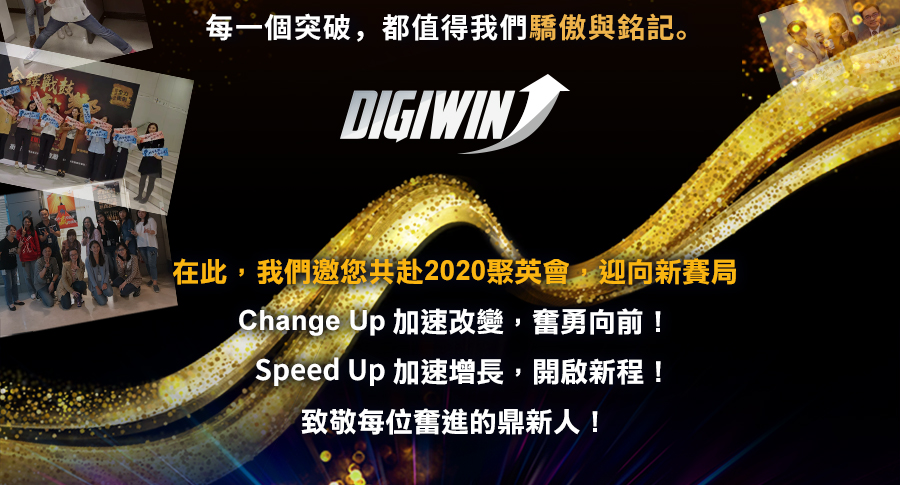 每一個突破，都值得我們驕傲與銘記。
DIGIWIN
在此，我們邀您共赴2020聚英會，迎向新賽局
Change Up 加速改變，奮勇向前！
Speed Up 加速增長，開啟新程！
致敬每位奮進的鼎新人！